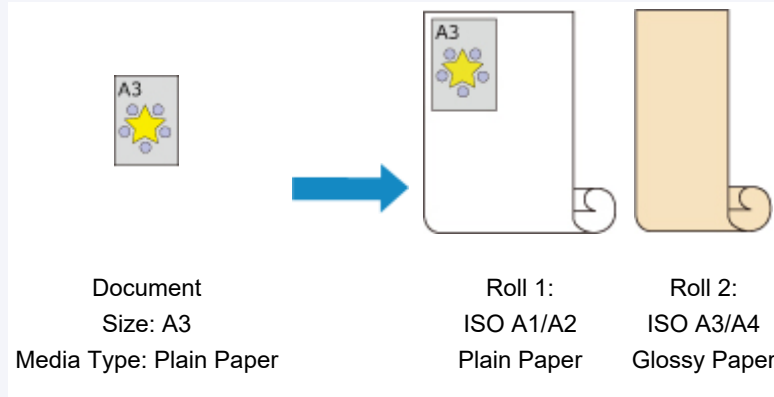 A3
A3
Document
Size: A3
Media Type: Plain Paper
Roll 1:
ISO A1/A2
Plain Paper
Roll 2:
ISO A3/A4
Glossy Paper